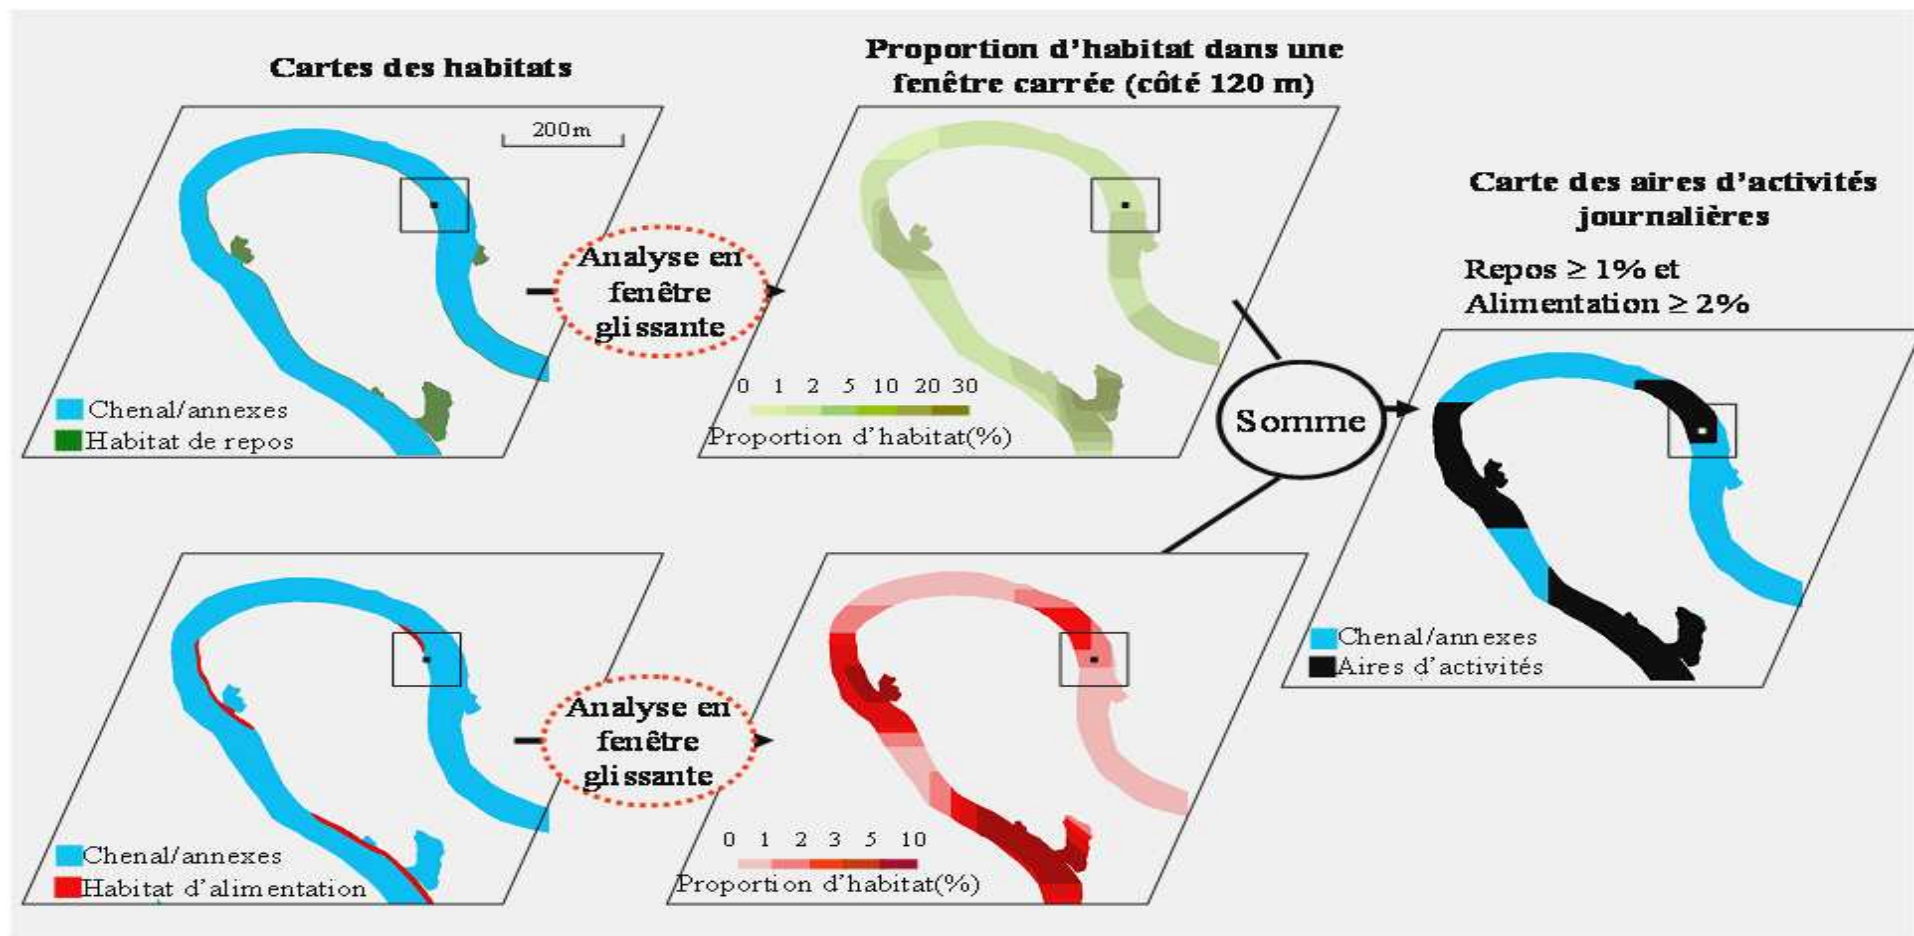 Cartes des habitats
200m
Chenal/annexes
Habitat de repos
Analyse en
fenêtre
glissante
Proportion d'habitat dans une
fenêtre carrée (côté 120 m)
0 1 2 5 10 20 30
Proportion d'habitat(%)
Chenal/annexes
Habitat d'alimentation
Analyse en
fenêtre
glissante
0 1 2 3 5 10
Proportion d'habitat(%)
Somme
Carte des aires d'activités
journalières
Repos ≥ 1% et
Alimentation ≥ 2%
Chenal/annexes
Aires d'activités